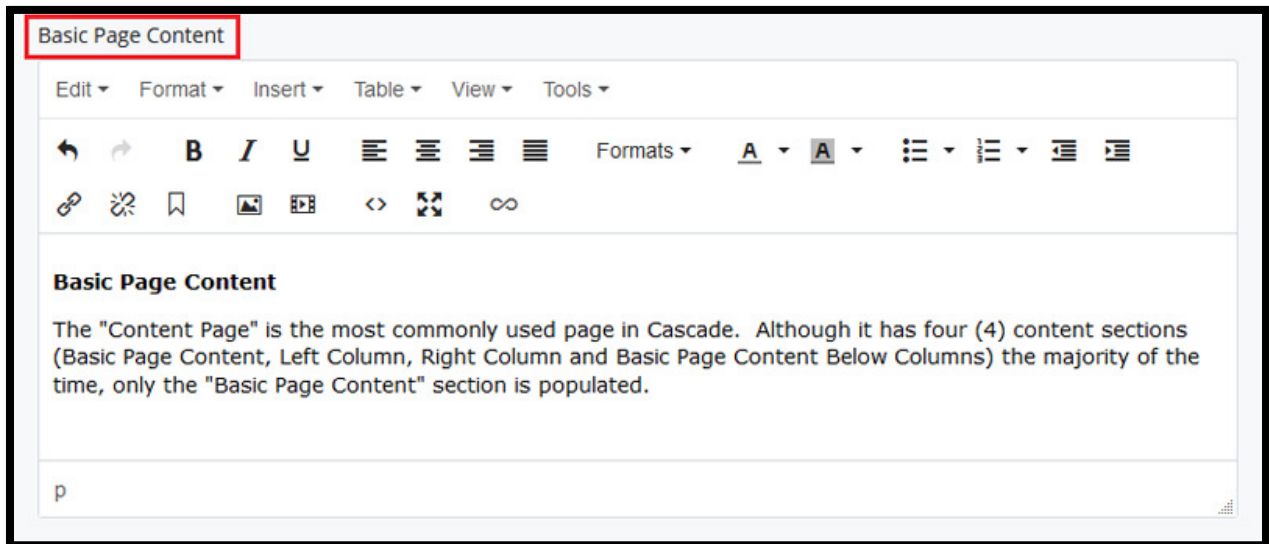 Basic Page Content
Edit Format Insert Table View Tools
B I U Formats A A
Basic Page Content
The "Content Page" is the most commonly used page in Cascade.  Although it has four (4) content sections
(Basic Page Content, Left Column, Right Column and Basic Page Content Below Columns) the majority of the
time, only the "Basic Page Content" section is populated.
p